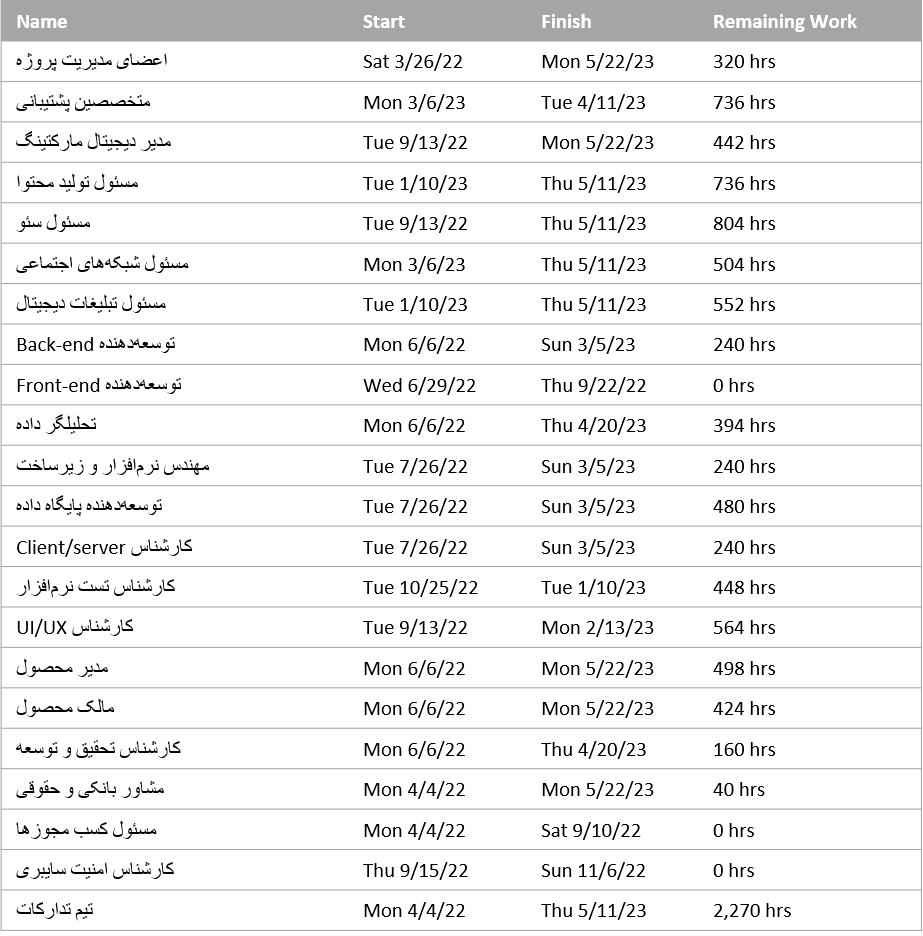 Name Start Finish Remaining Work
اعضای مدیریت پروژه Sat 3/26/22 Mon 5/22/23 320 hrs
متخصصین پشتیبانی Mon 3/6/23 Tue 4/11/23 736 hrs
مدیر دیجیتال مارکتینگ Tue 9/13/22 Mon 5/22/23 442 hrs
مسئول تولید محتوا Tue 1/10/23 Thu 5/11/23 736 hrs
مسئول سئو Tue 9/13/22 Thu 5/11/23 804 hrs
مسئول شبکه‌های اجتماعی Mon 3/6/23 Thu 5/11/23 504 hrs
مسئول تبلیغات دیجیتال Tue 1/10/23 Thu 5/11/23 552 hrs
توسعه‌دهنده Back-end Mon 6/6/22 Sun 3/5/23 240 hrs
توسعه‌دهنده Front-end Wed 6/29/22 Thu 9/22/22 0 hrs
تحلیلگر داده Mon 6/6/22 Thu 4/20/23 394 hrs
مهندس نرم‌افزار و زیرساخت Tue 7/26/22 Sun 3/5/23 240 hrs
توسعه‌دهنده پایگاه داده Tue 7/26/22 Sun 3/5/23 480 hrs
کارشناس Client/server Tue 7/26/22 Sun 3/5/23 240 hrs
کارشناس تست نرم‌افزار Tue 10/25/22 Tue 1/10/23 448 hrs
کارشناس UI/UX Tue 9/13/22 Mon 2/13/23 564 hrs
مدیر محصول Mon 6/6/22 Mon 5/22/23 498 hrs
مالک محصول Mon 6/6/22 Mon 5/22/23 424 hrs
کارشناس تحقیق و توسعه Mon 6/6/22 Thu 4/20/23 160 hrs
مشاور بانکی و حقوقی Mon 4/4/22 Mon 5/22/23 40 hrs
مسئول کسب مجوزها Mon 4/4/22 Sat 9/10/22 0 hrs
کارشناس امنیت سایبری Thu 9/15/22 Sun 11/6/22 0 hrs
تیم تدارکات Mon 4/4/22 Thu 5/11/23 2,270 hrs